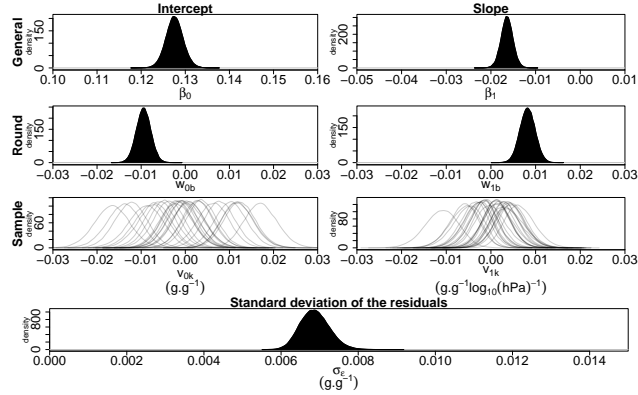 Intercept
Slope
General
density
0 150
0.10 0.11 0.12 0.13 0.14 0.15 0.16
β0
density
0 150 300
−0.05 −0.04 −0.03 −0.02 −0.01 0.00 0.01
β1
Round
density
0 150
−0.03 −0.02 −0.01 0.00 0.01 0.02 0.03
w0b
density
0 150
−0.03 −0.02 −0.01 0.00 0.01 0.02 0.03
w1b
Sample
density
0 60
−0.03 −0.02 −0.01 0.00 0.01 0.02 0.03
v0k
(g.g−1)
density
0 40 80
−0.03 −0.02 −0.01 0.00 0.01 0.02 0.03
v1k
(g.g−1log10(hPa)−1)
Standard deviation of the residuals
density
0 400 800
0.000 0.002 0.004 0.006 0.008 0.010 0.012 0.014
σε
(g.g−1)